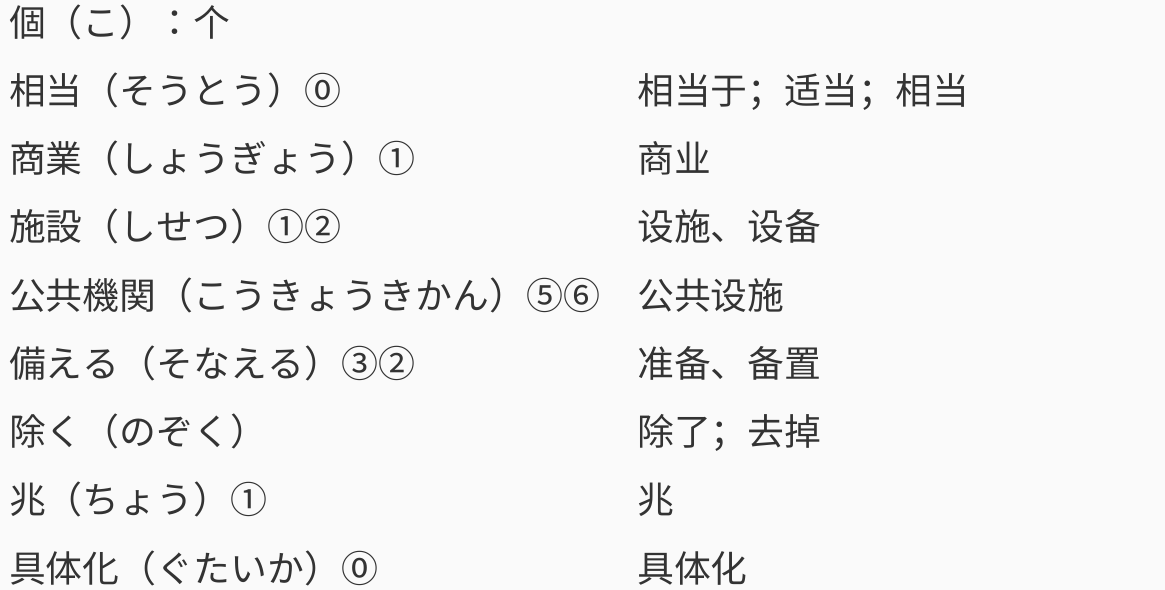 個（こ）：个
相当（そうとう）⓪ 相当于；适当；相当
商業（しょうぎょう）① 商业
施設（しせつ）①② 设施、设备
公共機関（こうきょうきかん）⑤⑥ 公共设施
備える（そなえる）③② 准备、备置
除く（のぞく） 除了；去掉
兆（ちょう）① 兆
具体化（ぐたいか）⓪ 具体化